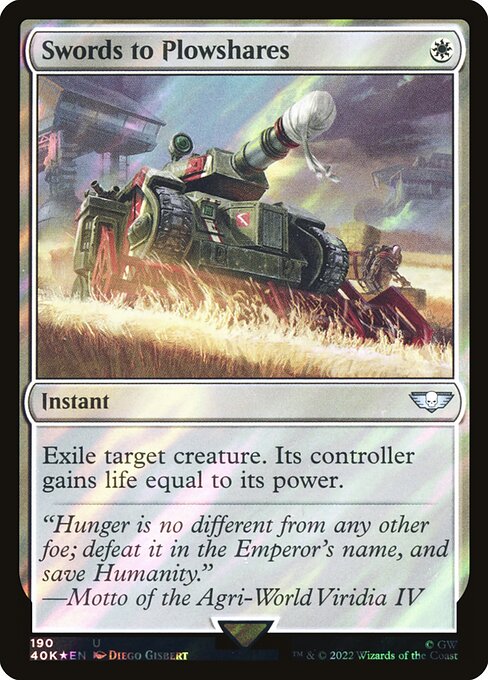 Swords to Plowshares
Instant
Exile target creature. Its controller
gains life equal to its power.
“Hunger is no different from any other
foe; defeat it in the Emperor’s name, and
save Humanity.”
—Motto of the Agri-World Viridia IV
190 U
40K★EN Diego Gisbert
© GW
™ & © 2022 Wizards of the Coast